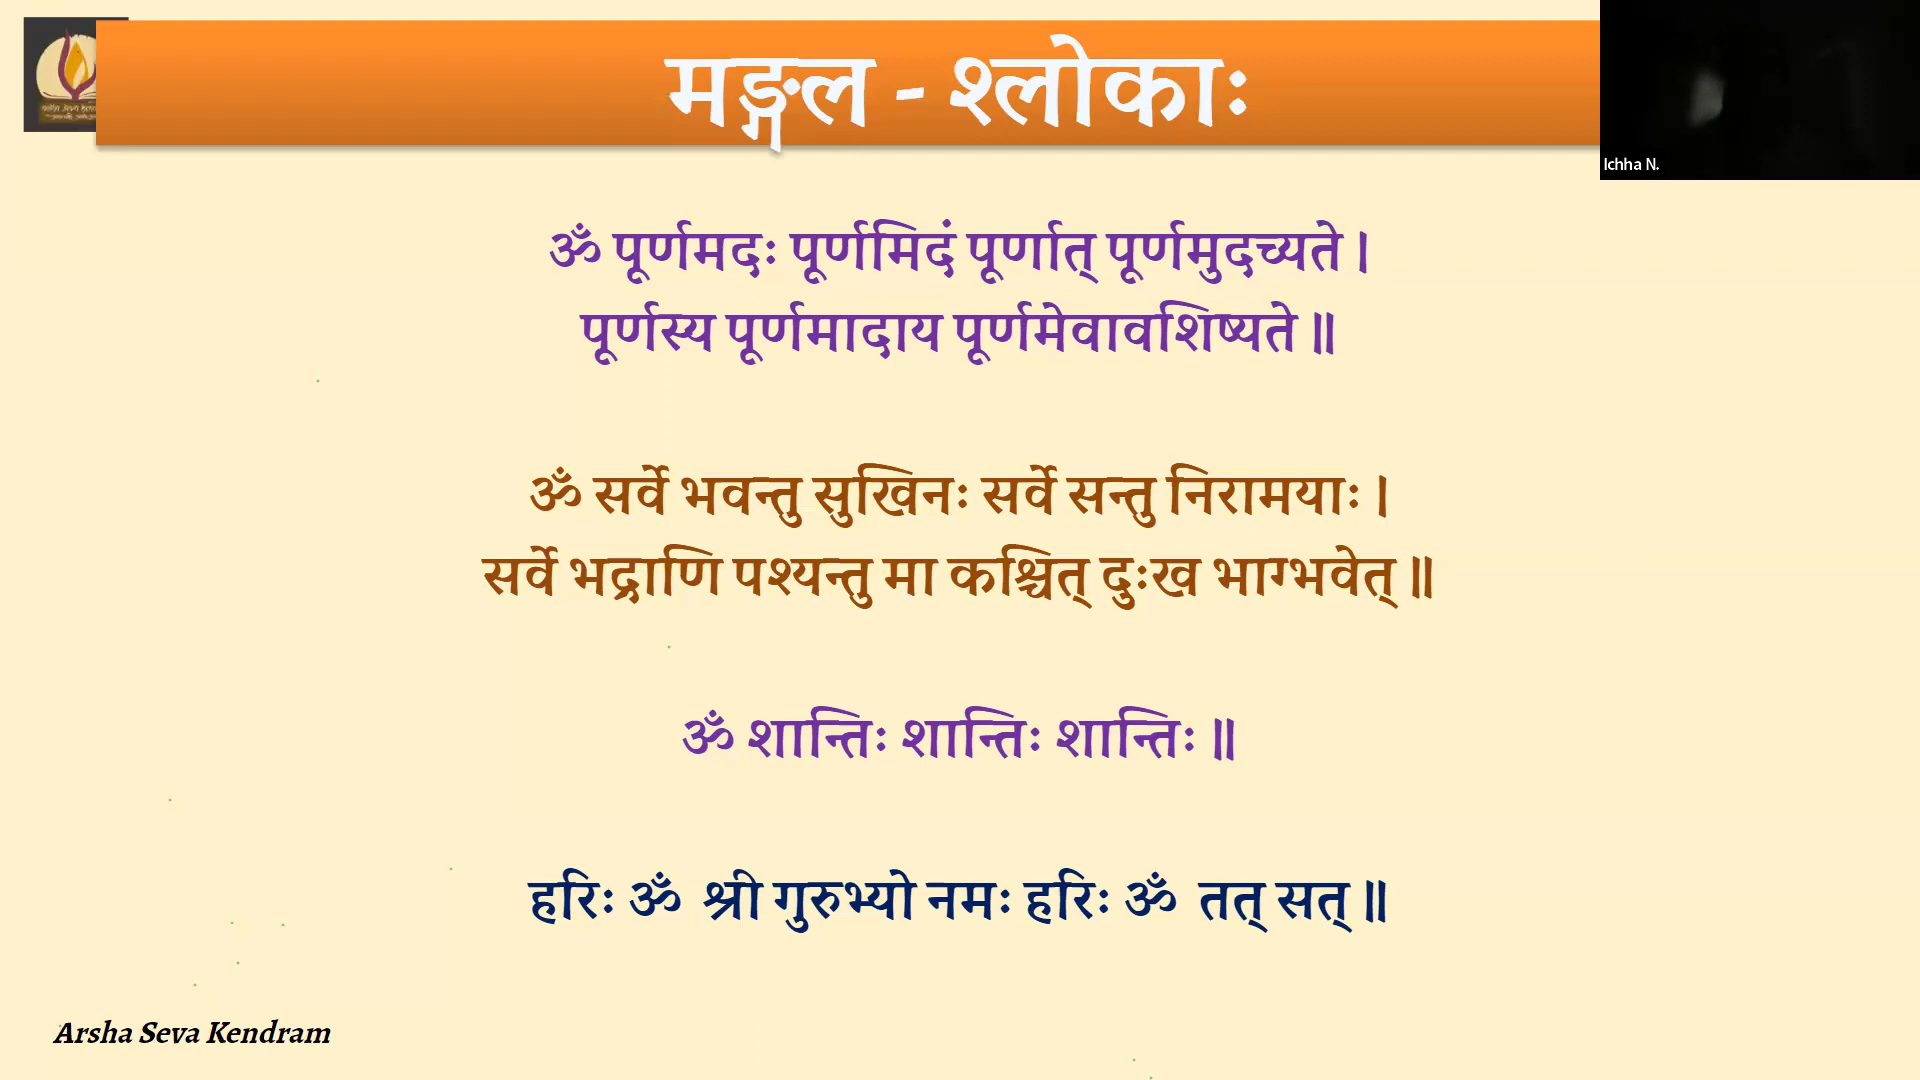 मङ्गल - श्लोकाः
Ichha N.
ॐ पूर्णमदः पूर्णमिदं पूर्णात् पूर्णमुदच्यते ।
पूर्णस्य पूर्णमादाय पूर्णमेवावशिष्यते ॥
ॐ सर्वे भवन्तु सुखिनः सर्वे सन्तु निरामयाः ।
सर्वे भद्राणि पश्यन्तु मा कश्चित् दुःख भाग्भवेत् ॥
ॐ शान्तिः शान्तिः शान्तिः ॥
हरिः ॐ श्री गुरुभ्यो नमः हरिः ॐ तत् सत् ॥
Arsha Seva Kendram